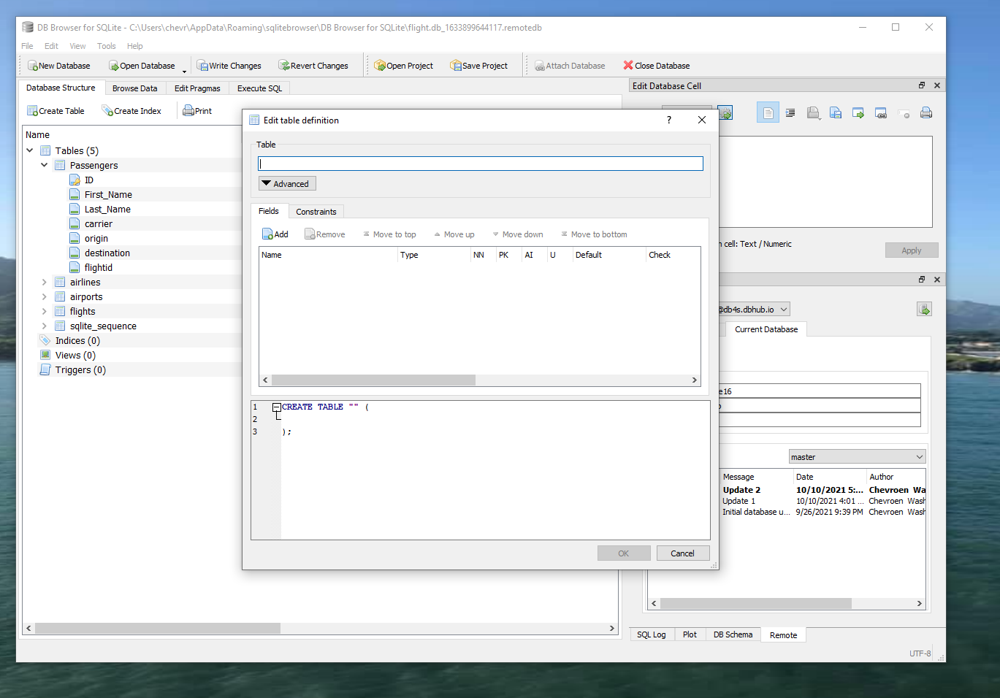 DB Browser for SQLite - C:\Users\chevr\AppData\Roaming\sqlitebrowser\DB Browser for SQLite\flight.db_1633899644117.remotedb
File Edit View Tools Help
New Database Open Database Write Changes Revert Changes Open Project Save Project Attach Database Close Database
Database Structure Browse Data Edit Pragmas Execute SQL
Edit Database Cell
Create Table Create Index Print
Name
Tables (5)
Passengers
ID
First_Name
Last_Name
carrier
origin
destination
flightid
airlines
airports
flights
sqlite_sequence
Indices (0)
Views (0)
Triggers (0)
Edit table definition
?
Table
Advanced
Fields Constraints
Add Remove Move to top Move up Move down Move to bottom
Name Type NN PK AI U Default Check
1 CREATE TABLE "" (
2
3 );
OK Cancel
cell: Text / Numeric
Apply
@db4s.dbhub.io
Current Database
e16
master
Message Date Author
Update 2 10/10/2021 5:... Chevroen Wa
Update 1 10/10/2021 4:01 ... Chevroen Wash
Initial database u... 9/26/2021 9:39 PM Chevroen Wash
SQL Log Plot DB Schema Remote
UTF-8